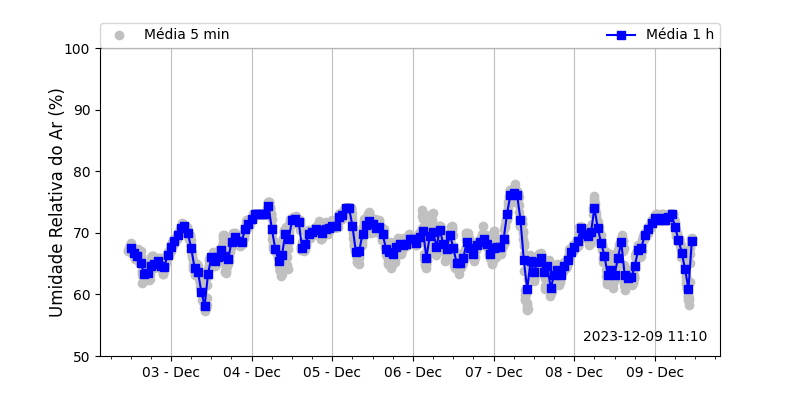 Média 5 min
Média 1 h
Umidade Relativa do Ar (%)
100
90
80
70
60
50
2023-12-09 11:10
03 - Dec
04 - Dec
05 - Dec
06 - Dec
07 - Dec
08 - Dec
09 - Dec